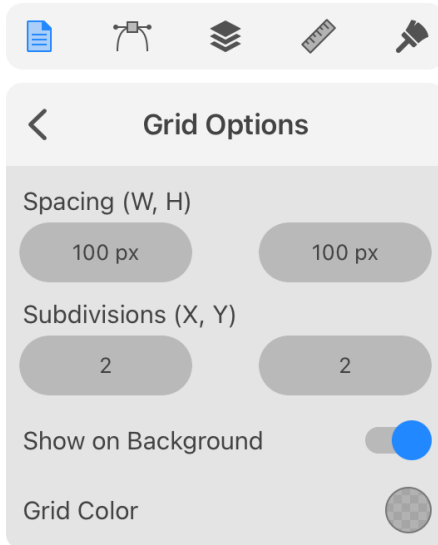 Grid Options
Spacing (W, H)
100 px 100 px
Subdivisions (X, Y)
2 2
Show on Background
Grid Color